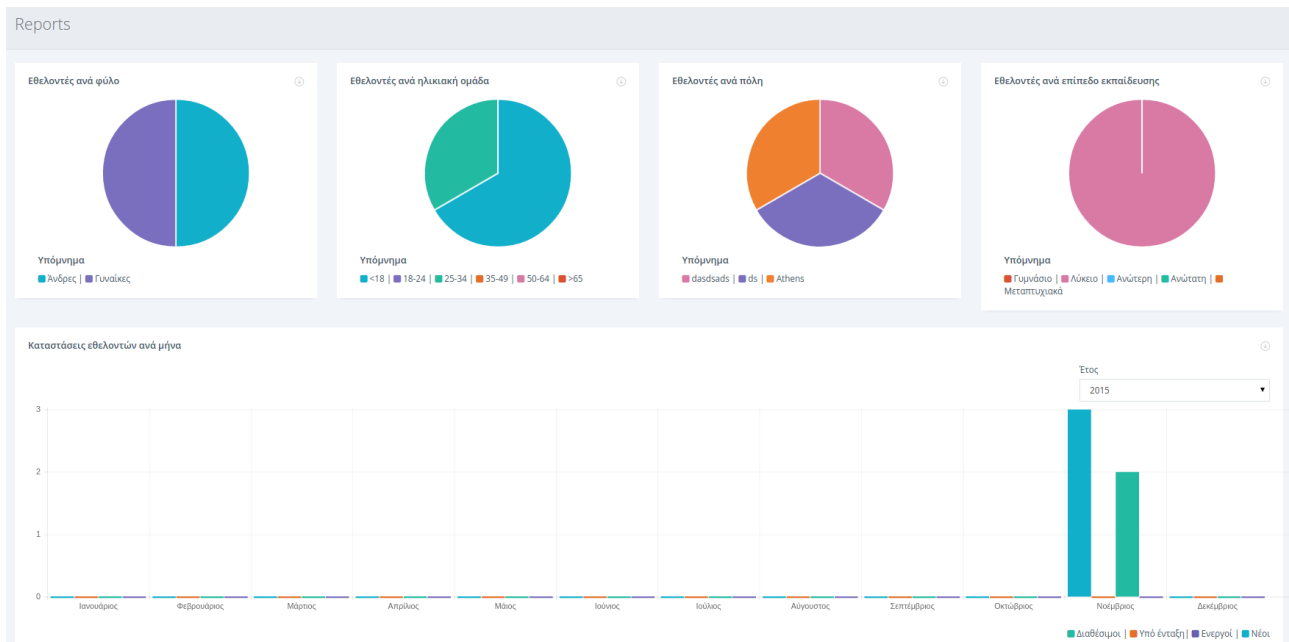 Reports
Εθελοντές ανά φύλο
Υπόμνημα
Άνδρες | Γυναίκες
Εθελοντές ανά ηλικιακή ομάδα
Υπόμνημα
<18 | 18-24 | 25-34 | 35-49 | 50-64 | >65
Εθελοντές ανά πόλη
Υπόμνημα
dasdsads | ds | Athens
Εθελοντές ανά επίπεδο εκπαίδευσης
Υπόμνημα
Γυμνάσιο | Λύκειο | Ανώτερη | Ανώτατη |
Μεταπτυχιακά
Καταστάσεις εθελοντών ανά μήνα
Έτος
2015
3
2
1
0
Ιανουάριος Φεβρουάριος Μάρτιος Απρίλιος Μάιος Ιούνιος Ιούλιος Αύγουστος Σεπτέμβριος Οκτώβριος Νοέμβριος Δεκέμβριος
Διαθέσιμοι | Υπό ένταξη | Ενεργοί | Νέοι